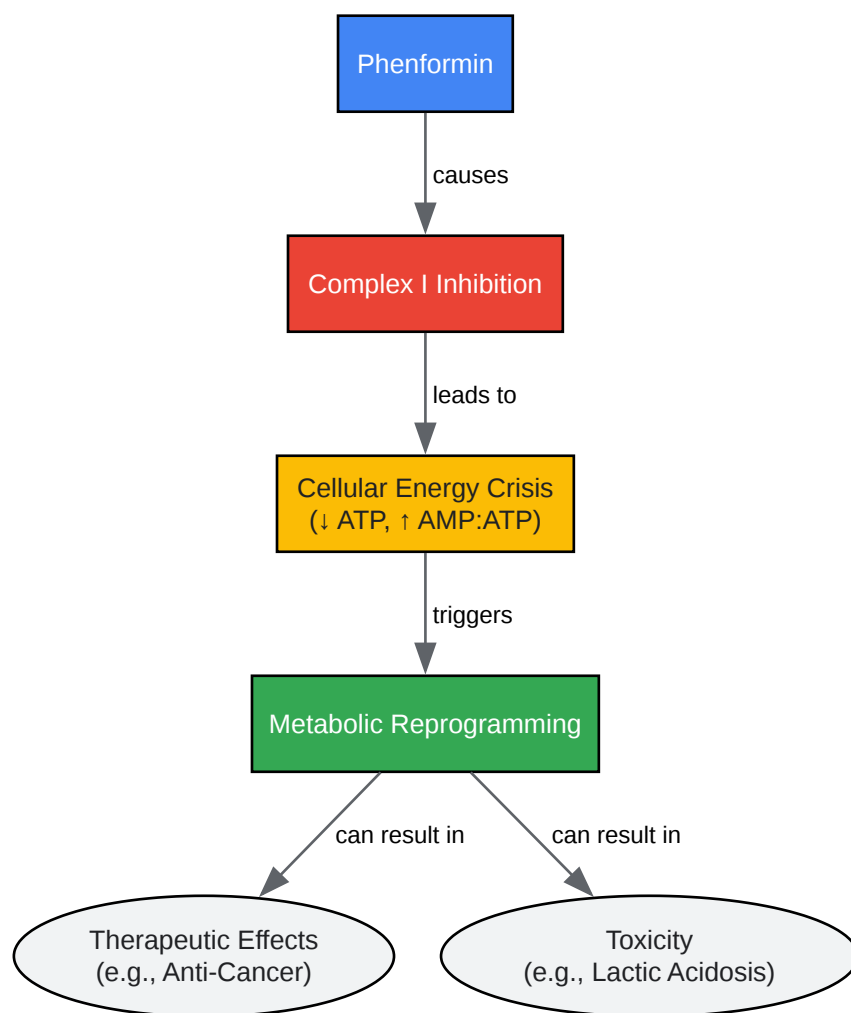 Phenformin
causes
Complex I Inhibition
leads to
Cellular Energy Crisis
(↓ ATP, ↑ AMP:ATP)
triggers
Metabolic Reprogramming
can result in
can result in
Therapeutic Effects
(e.g., Anti-Cancer)
Toxicity
(e.g., Lactic Acidosis)